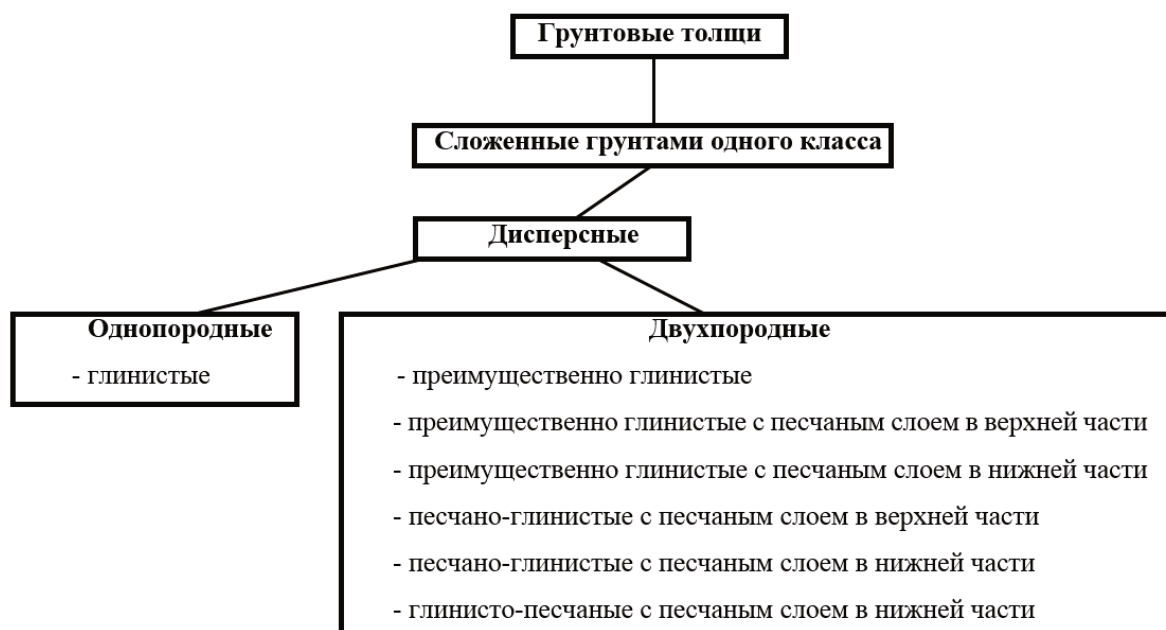 Грунтовые толщи
Сложенные грунтами одного класса
Дисперсные
Однопородные
- глинистые
Двухпородные
- преимущественно глинистые
- преимущественно глинистые с песчаным слоем в верхней части
- преимущественно глинистые с песчаным слоем в нижней части
- песчано-глинистые с песчаным слоем в верхней части
- песчано-глинистые с песчаным слоем в нижней части
- глинисто-песчаные с песчаным слоем в нижней части